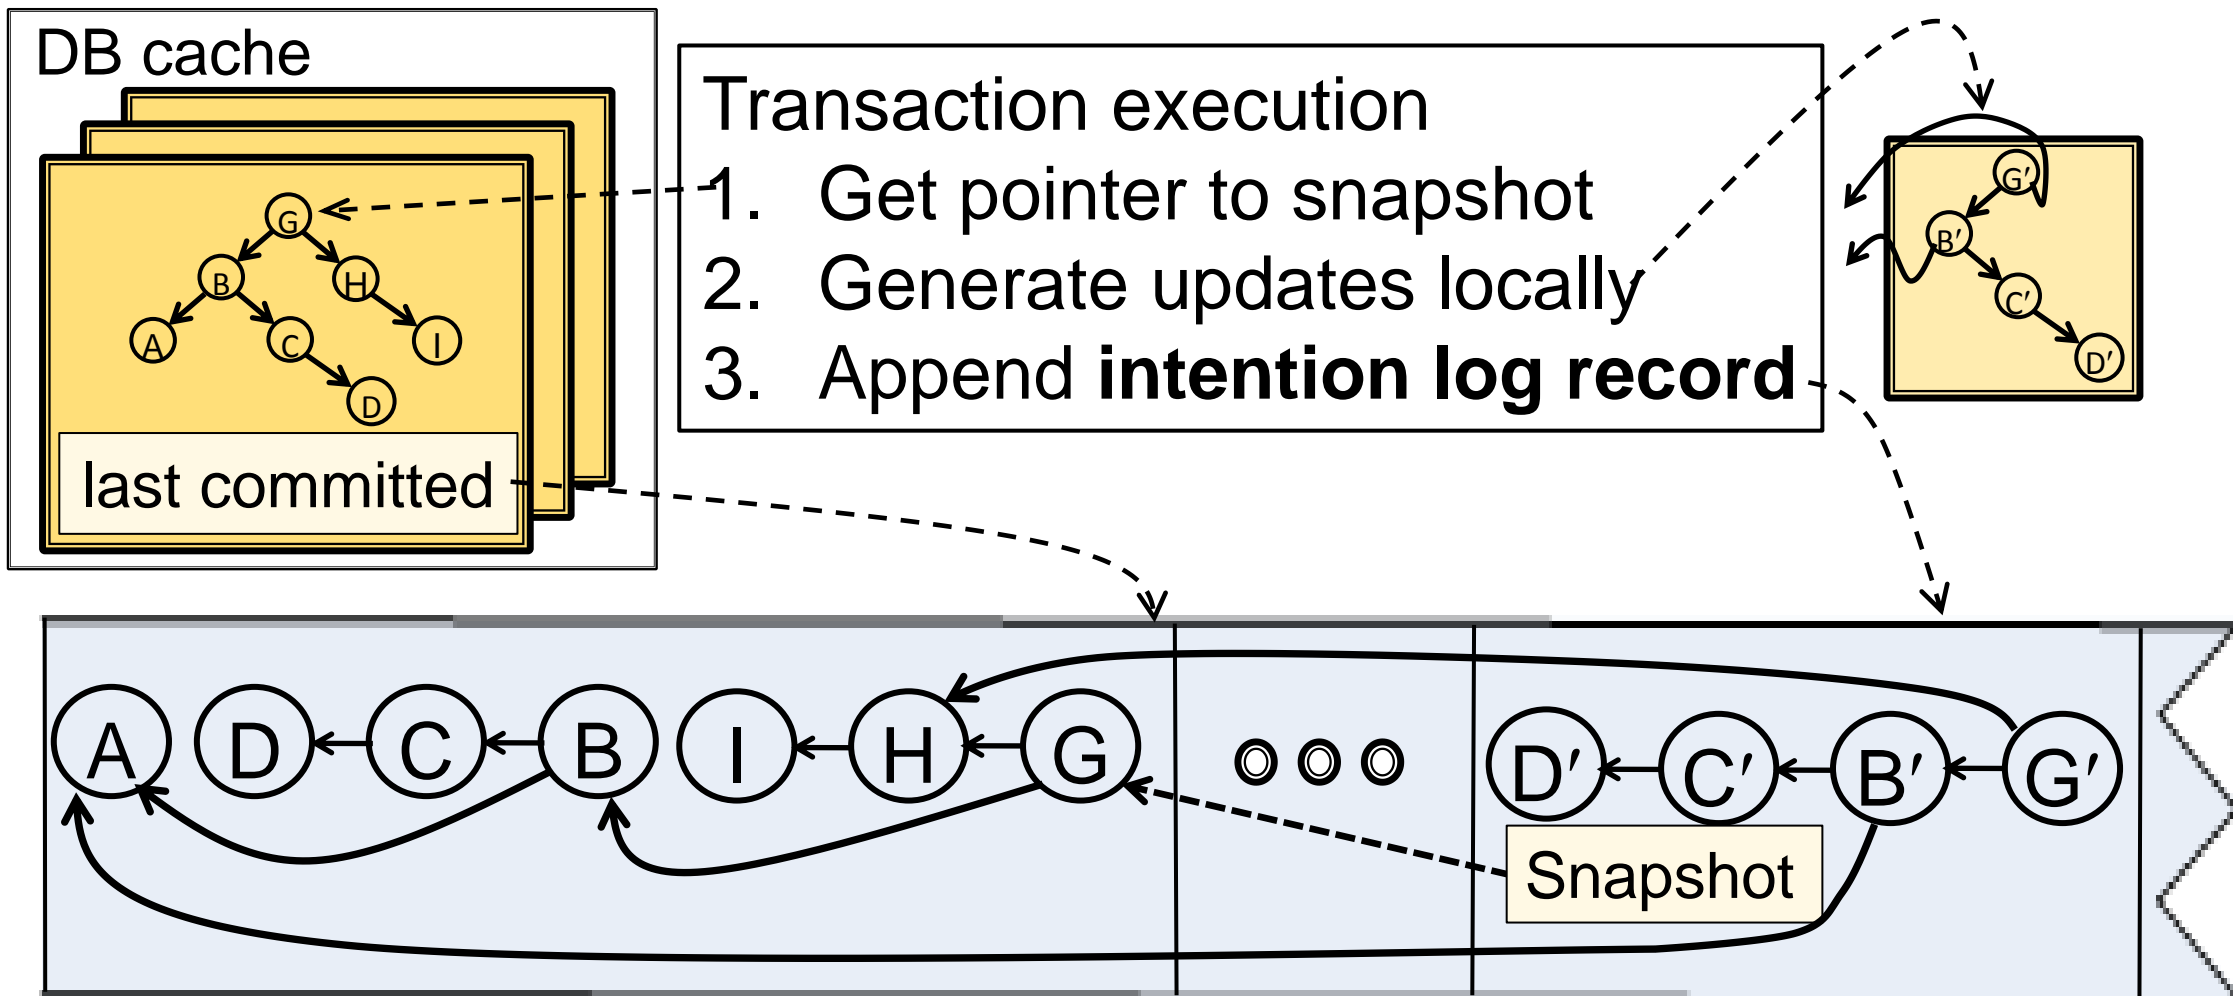 DB cache
G
B
H
A
C
I
D
last committed
Transaction execution
1. Get pointer to snapshot
2. Generate updates locally
3. Append intention log record
G′
B′
C′
D′
A D C B I H G D′ C′ B′ G′
Snapshot